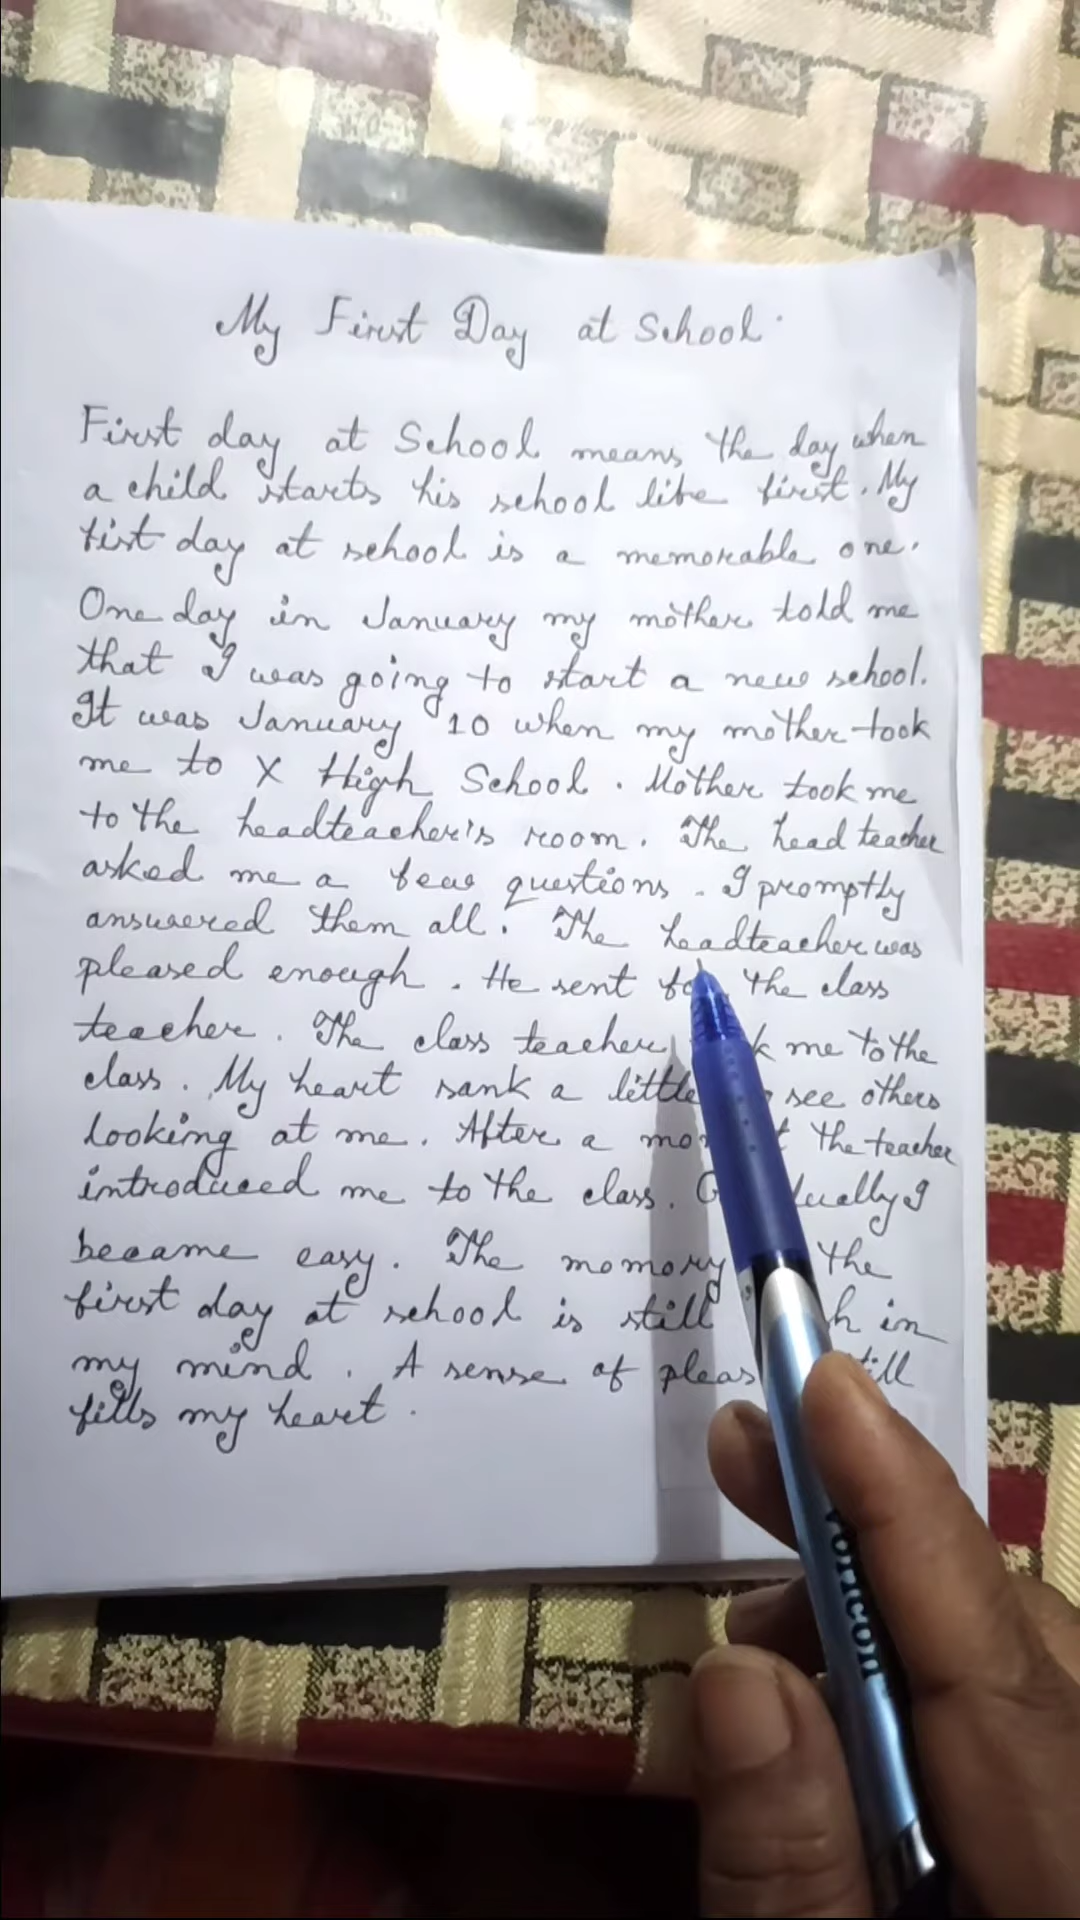 My First Day at School.
First day at School means the day when
a child starts his school life first. My
fist day at school is a memorable one.
One day in January my mother told me
that I was going to start a new school.
It was January 10 when my mother took
me to X High School. Mother took me
to the headteacher's room. The head teacher
asked me a few questions. I promptly
answered them all. The headteacher was
pleased enough. He sent the class
teacher. The class teacher me to the
class. My heart sank a little see others
looking at me. After a the teacher
introduced me to the class. I
became easy. The momory the
first day at school is still in
my mind. A sense of
fills my heart.